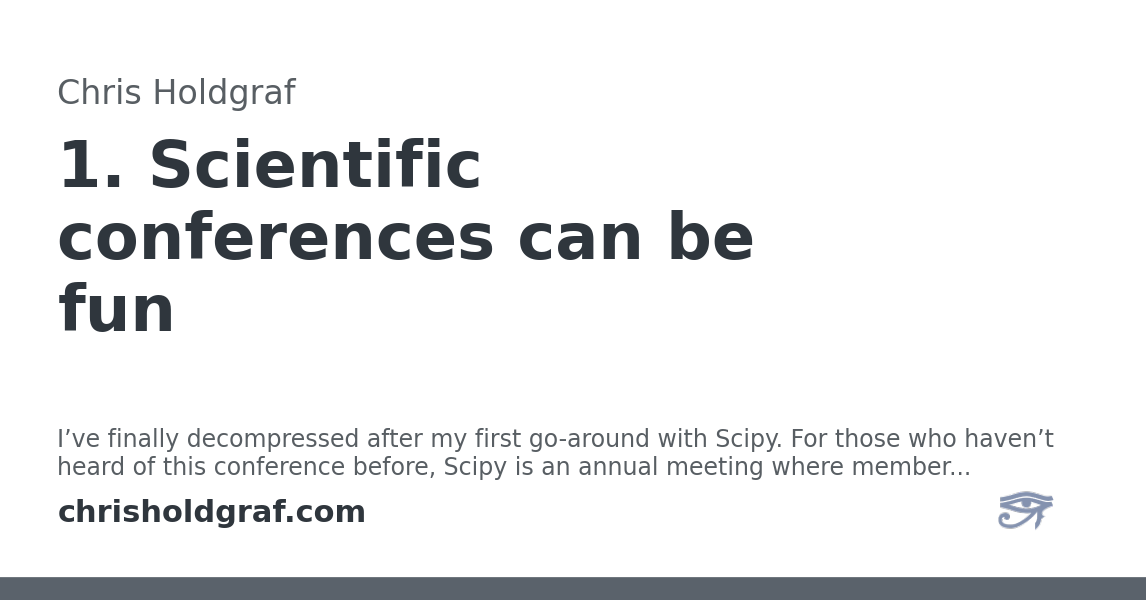 Chris Holdgraf
1. Scientific
conferences can be
fun
I’ve finally decompressed after my first go-around with Scipy. For those who haven’t
heard of this conference before, Scipy is an annual meeting where member...
chrisholdgraf.com